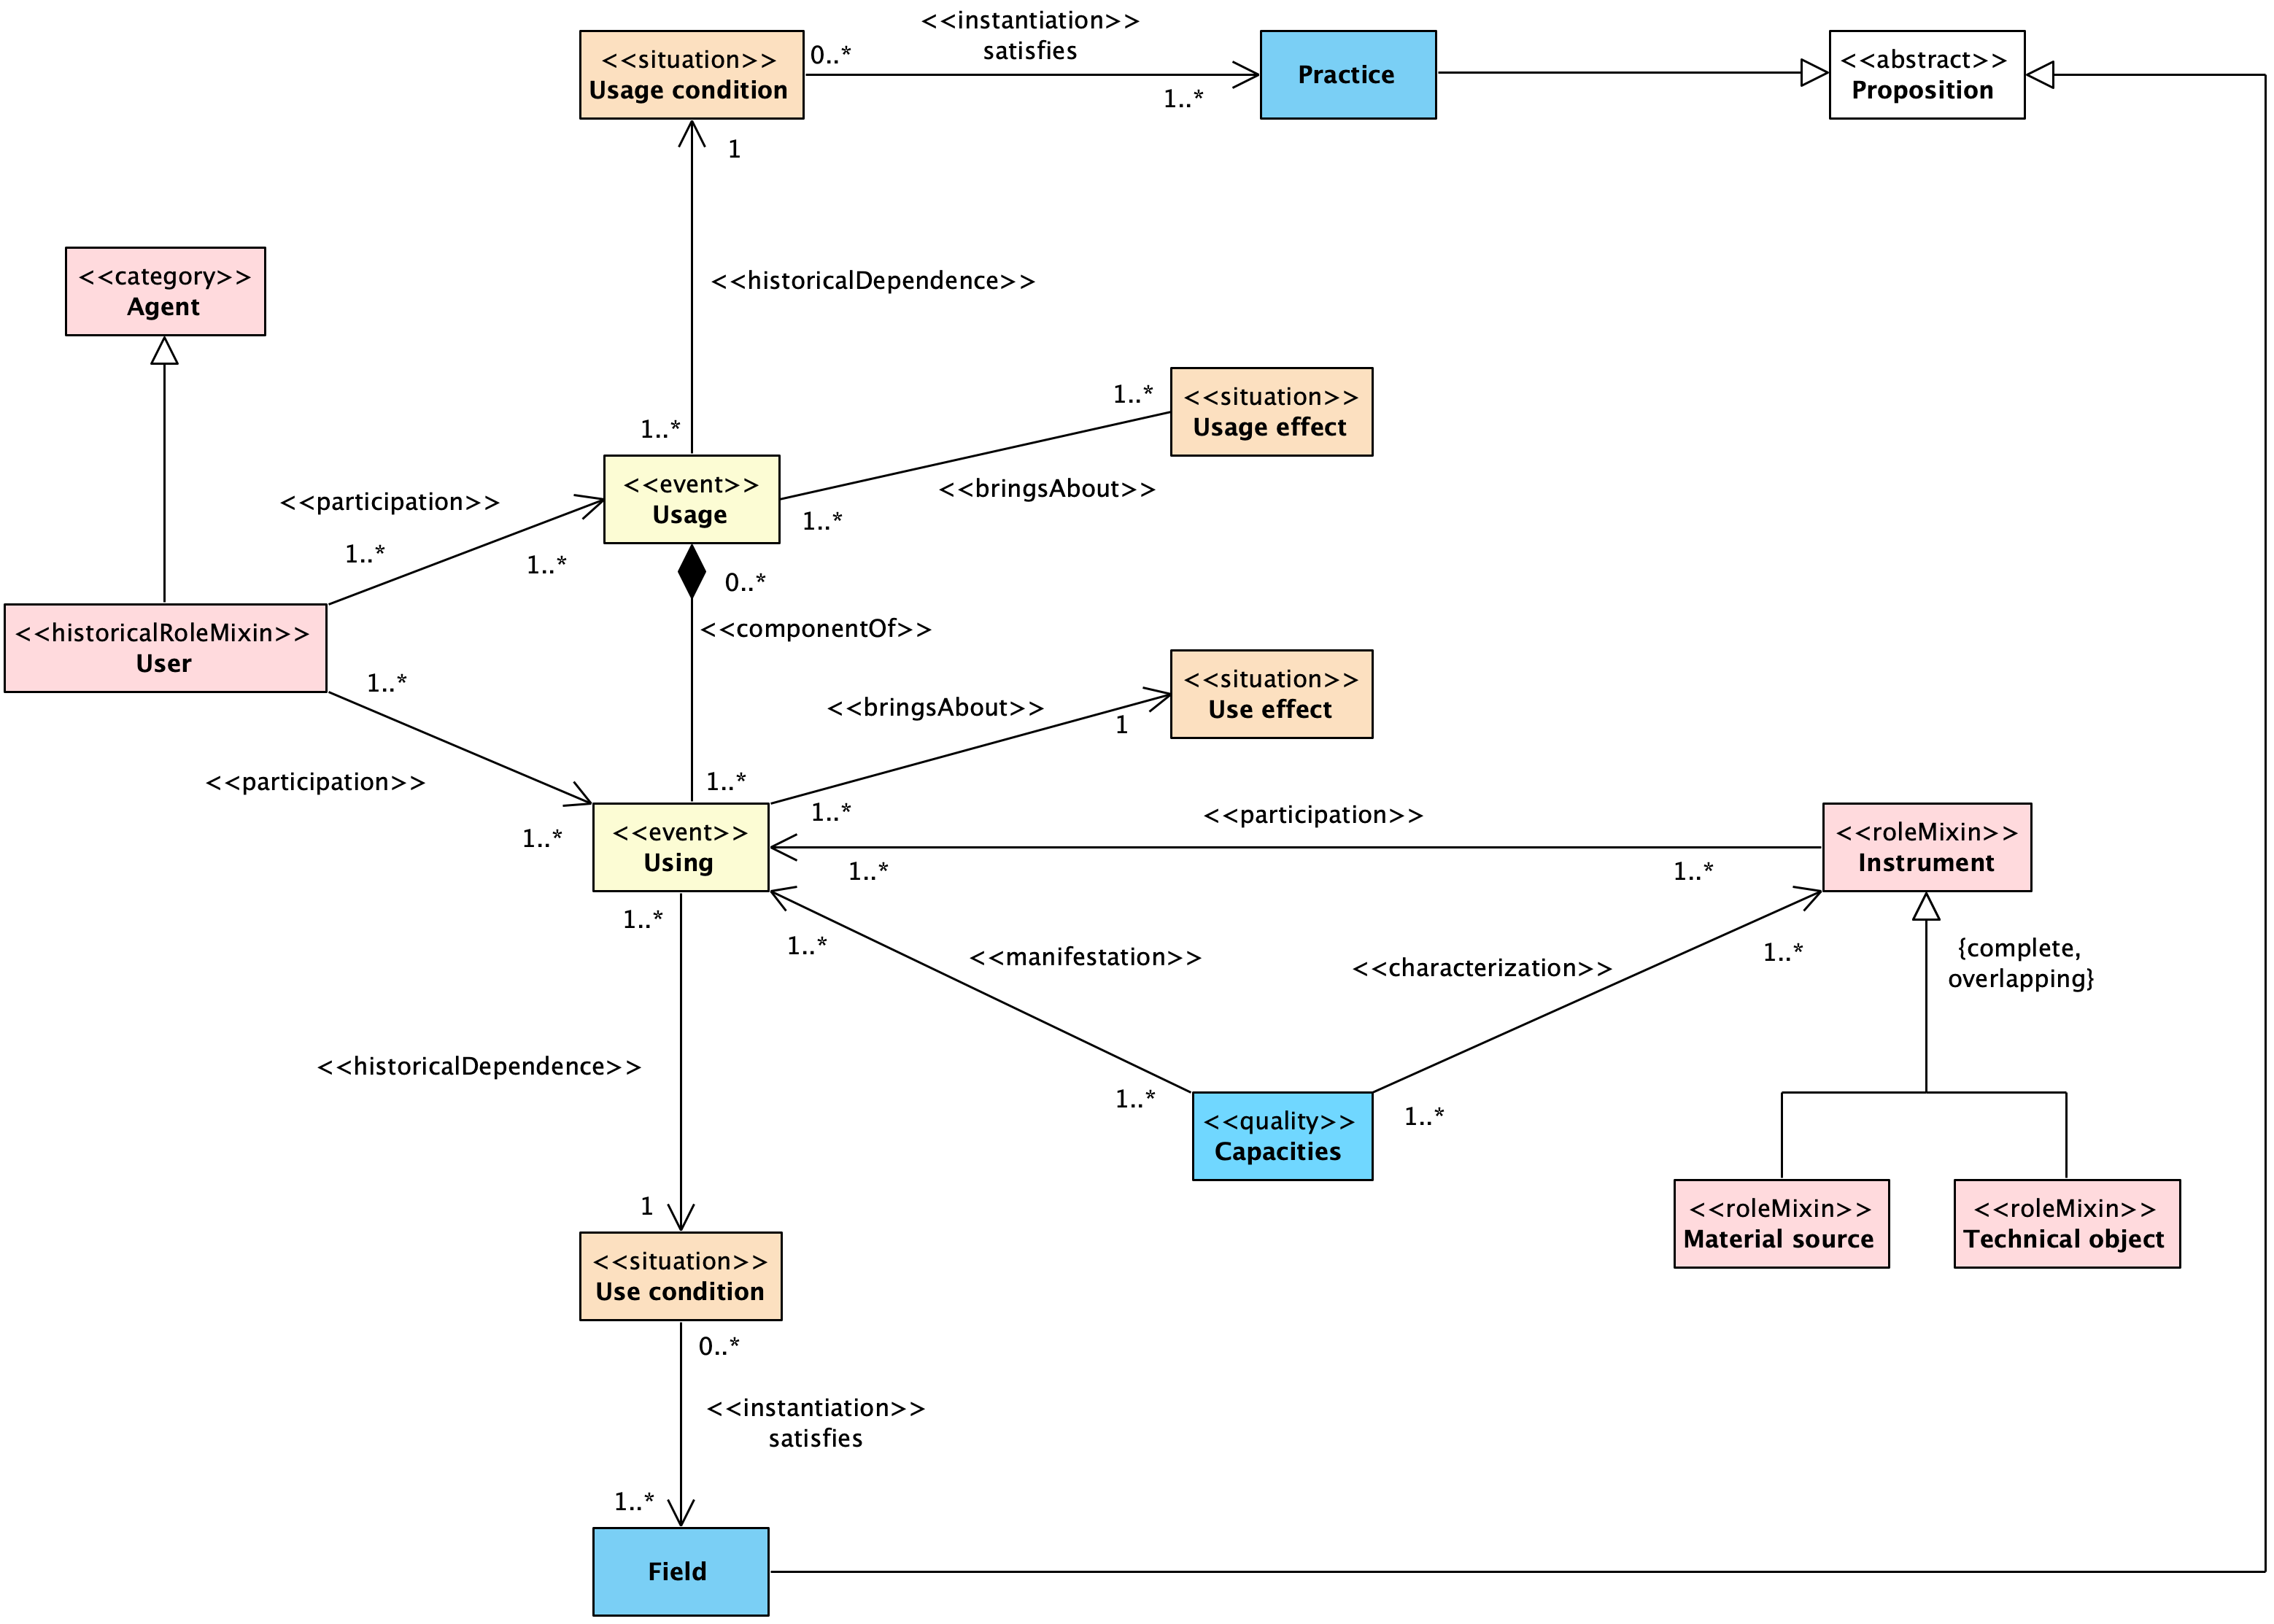 <<instantiation>>
satisfies
<<situation>>
Usage condition
0..*
1..*
Practice
<<abstract>>
Proposition
1
<<category>>
Agent
<<historicalDependence>>
1..*
<<situation>>
Usage effect
1..*
<<event>>
Usage
<<bringsAbout>>
1..*
<<participation>>
1..*
1..*
0..*
<<componentOf>>
<<historicalRoleMixin>>
User
1..*
<<situation>>
Use effect
<<bringsAbout>>
1
<<participation>>
1..*
1..*
1..*
<<event>>
Using
<<participation>>
1..*
1..*
<<roleMixin>>
Instrument
1..*
1..*
<<manifestation>>
<<characterization>>
1..*
{complete,
overlapping}
<<historicalDependence>>
1..*
1..*
<<quality>>
Capacities
1
<<roleMixin>>
Material source
<<roleMixin>>
Technical object
<<situation>>
Use condition
0..*
<<instantiation>>
satisfies
1..*
Field